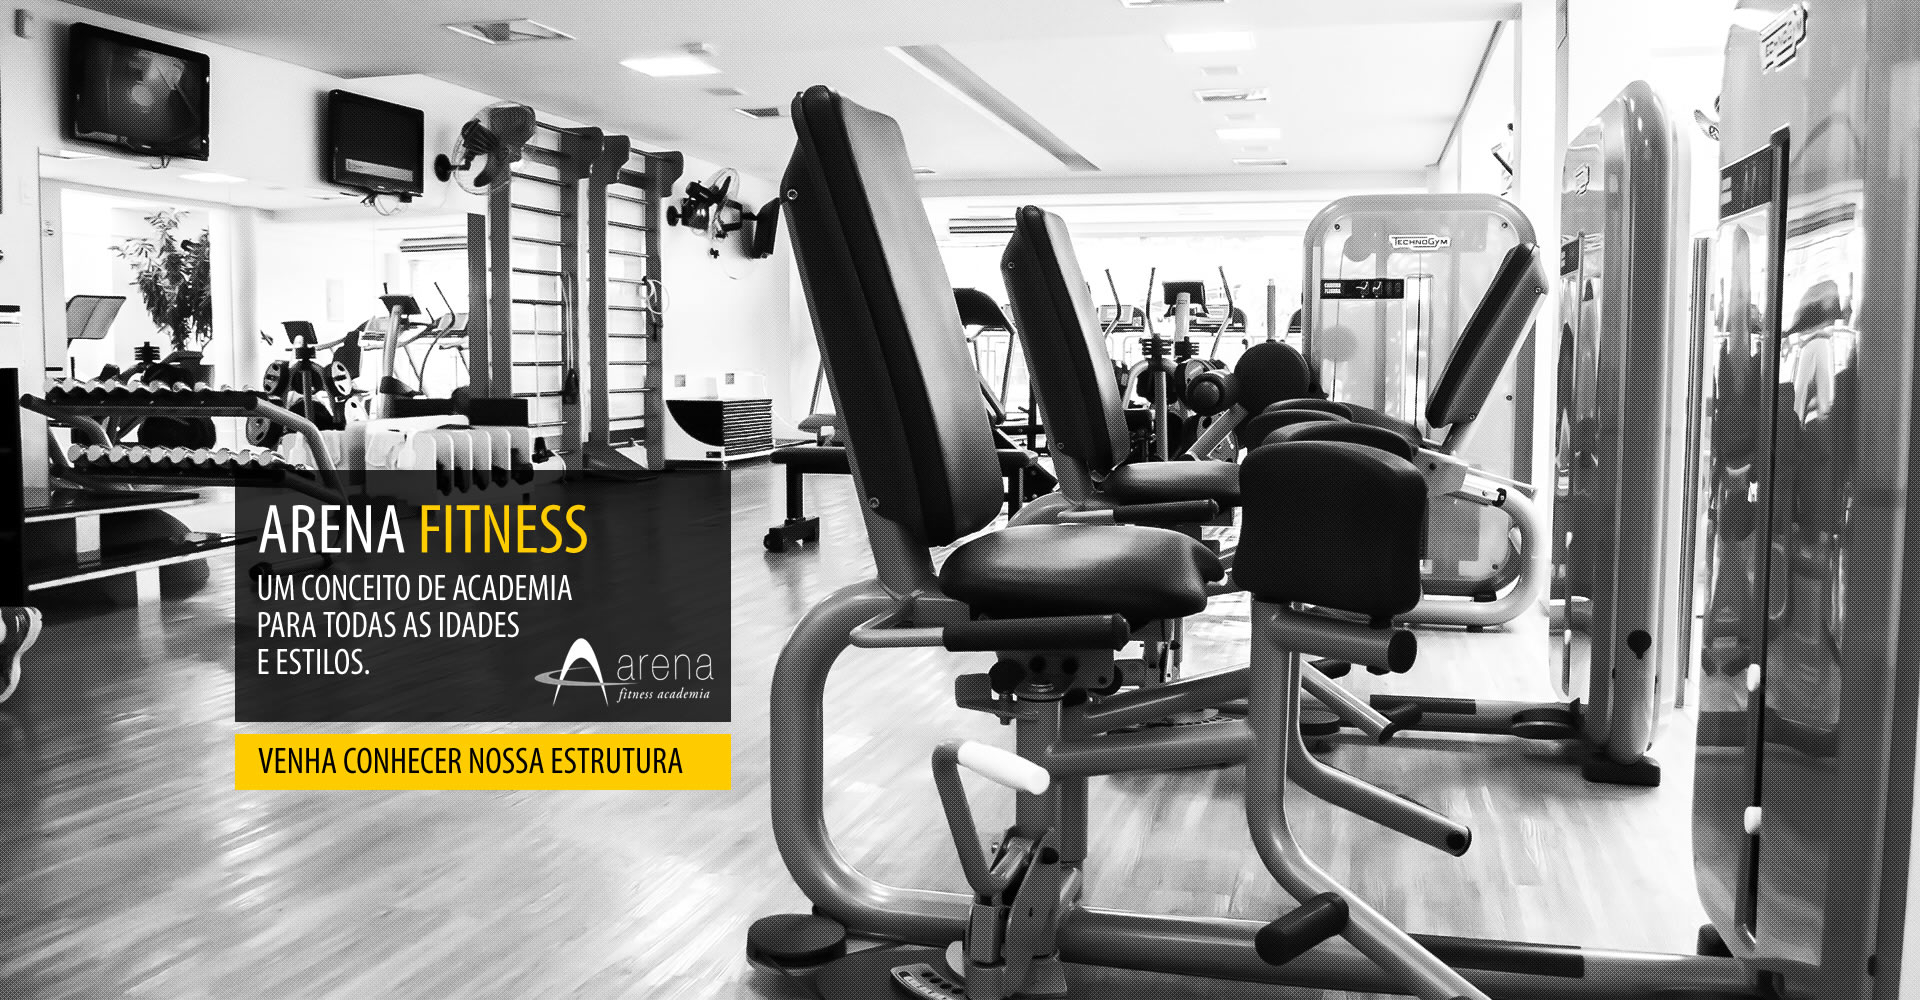 TECHNOGYM
ARENA FITNESS
UM CONCEITO DE ACADEMIA
PARA TODAS AS IDADES
E ESTILOS.
arena
fitness academia
VENHA CONHECER NOSSA ESTRUTURA